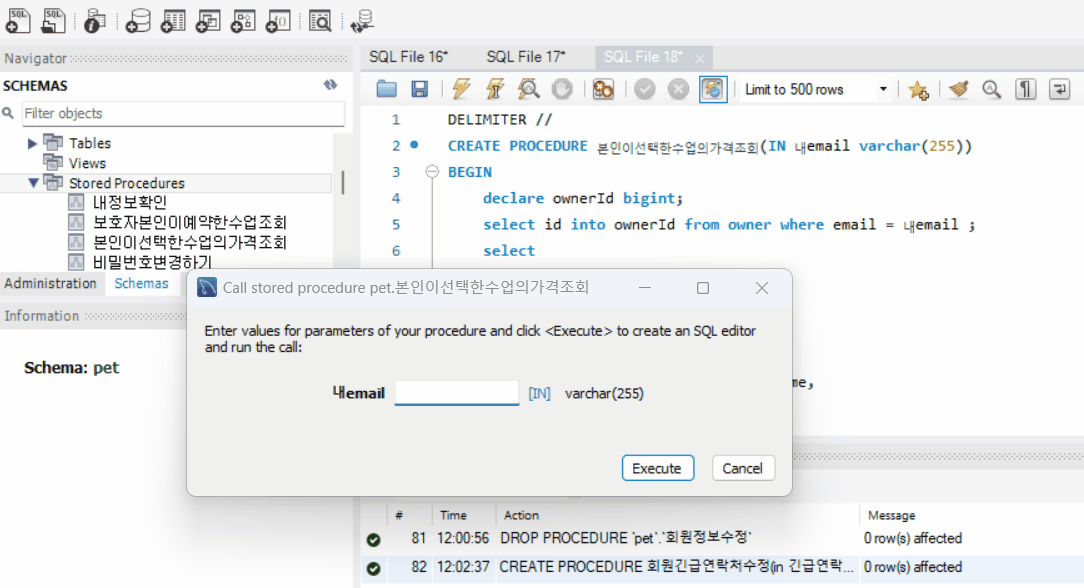 SQL SQL
Navigator
SCHEMAS
Filter objects
Tables
Views
Stored Procedures
내정보확인
보호자본인이예약한수업조회
본인이선택한수업의가격조회
비밀번호변경하기
Administration Schemas
Information
Schema: pet
SQL File 16* SQL File 17* SQL File 18* ×
Limit to 500 rows
1 DELIMITER //
2 CREATE PROCEDURE 본인이선택한수업의가격조회(IN 내email varchar(255))
3 BEGIN
4 declare ownerId bigint;
5 select id into ownerId from owner where email = 내email ;
6 select
me,
Call stored procedure pet.본인이선택한수업의가격조회
Enter values for parameters of your procedure and click <Execute> to create an SQL editor
and run the call:
내email [IN] varchar(255)
Execute Cancel
# Time Action Message
81 12:00:56 DROP PROCEDURE `pet`.`회원정보수정` 0 row(s) affected
82 12:02:37 CREATE PROCEDURE 회원긴급연락처수정(in 긴급연락... 0 row(s) affected